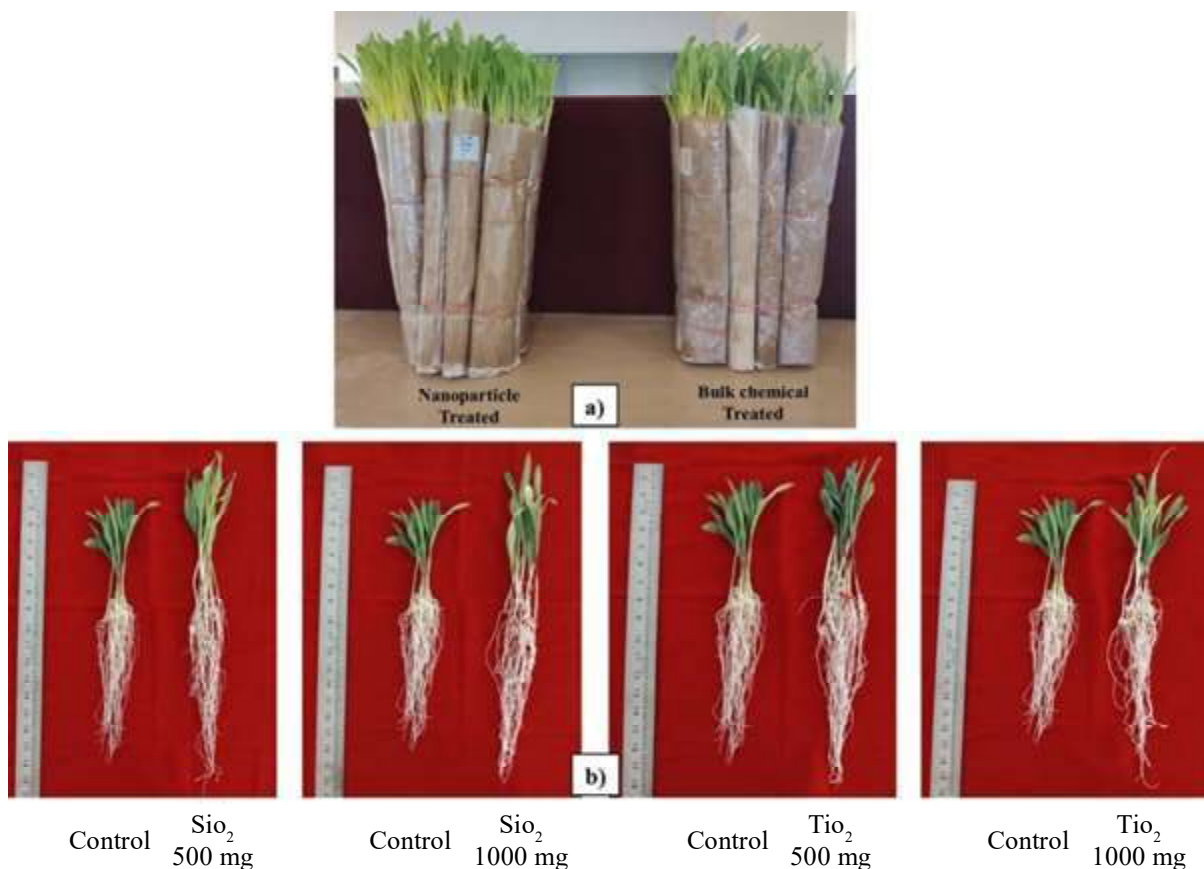 Nanoparticle Treated
Bulk chemical Treated
a)
b)
Control Sio2 500 mg
Control Sio2 1000 mg
Control Tio2 500 mg
Control Tio2 1000 mg